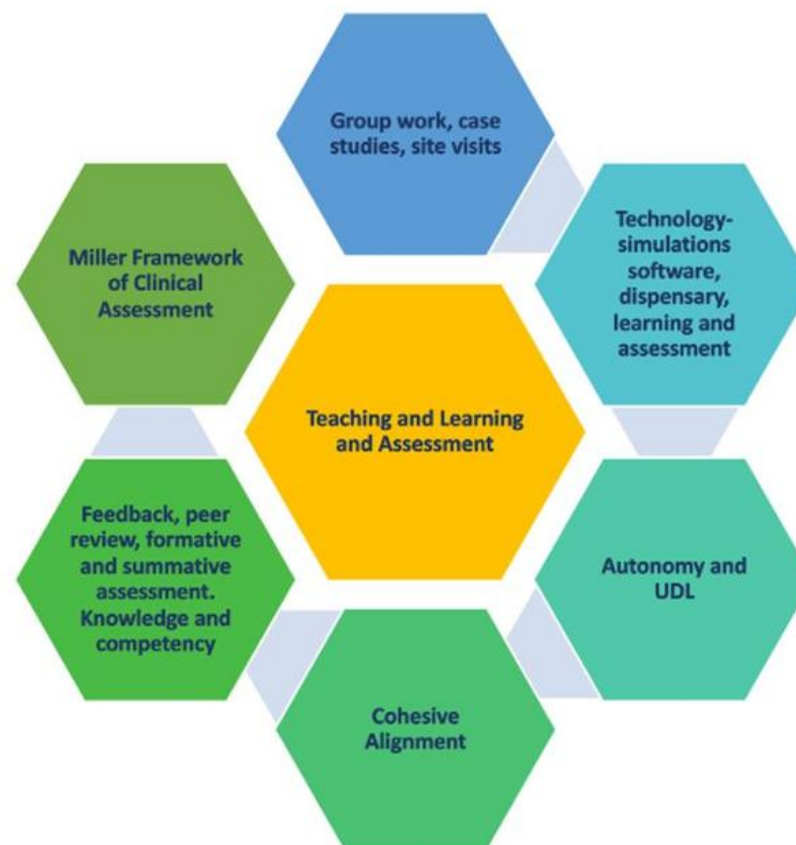 Group work, case
studies, site visits
Technology-
simulations
software,
dispensary,
learning and
assessment
Miller Framework
of Clinical
Assessment
Teaching and Learning
and Assessment
Autonomy and
UDL
Feedback, peer
review, formative
and summative
assessment.
Knowledge and
competency
Cohesive
Alignment